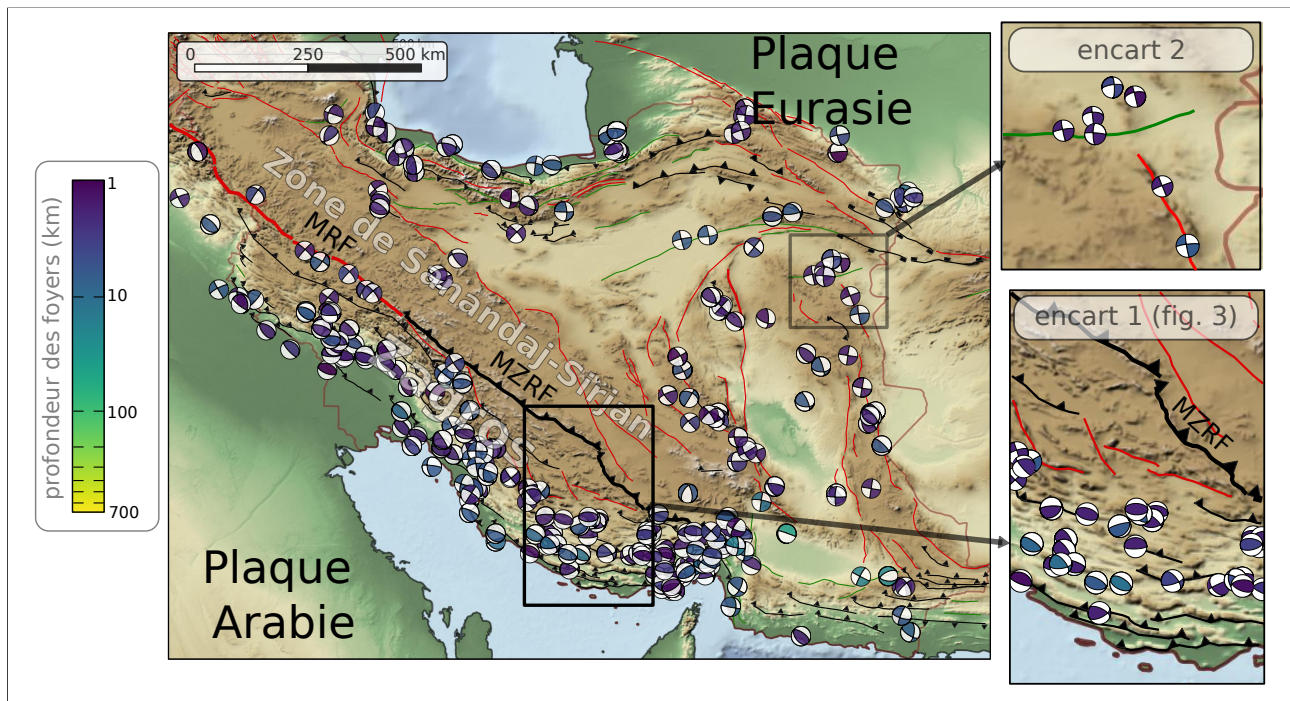 0
250
500 km
Plaque
Eurasie
encart 2
profondeur des foyers (km)
1
10
100
700
Zone de Sanandaj-Sirjan
MRF
MZRF
Zagros
encart 1 (fig. 3)
MZRF
Plaque
Arabie